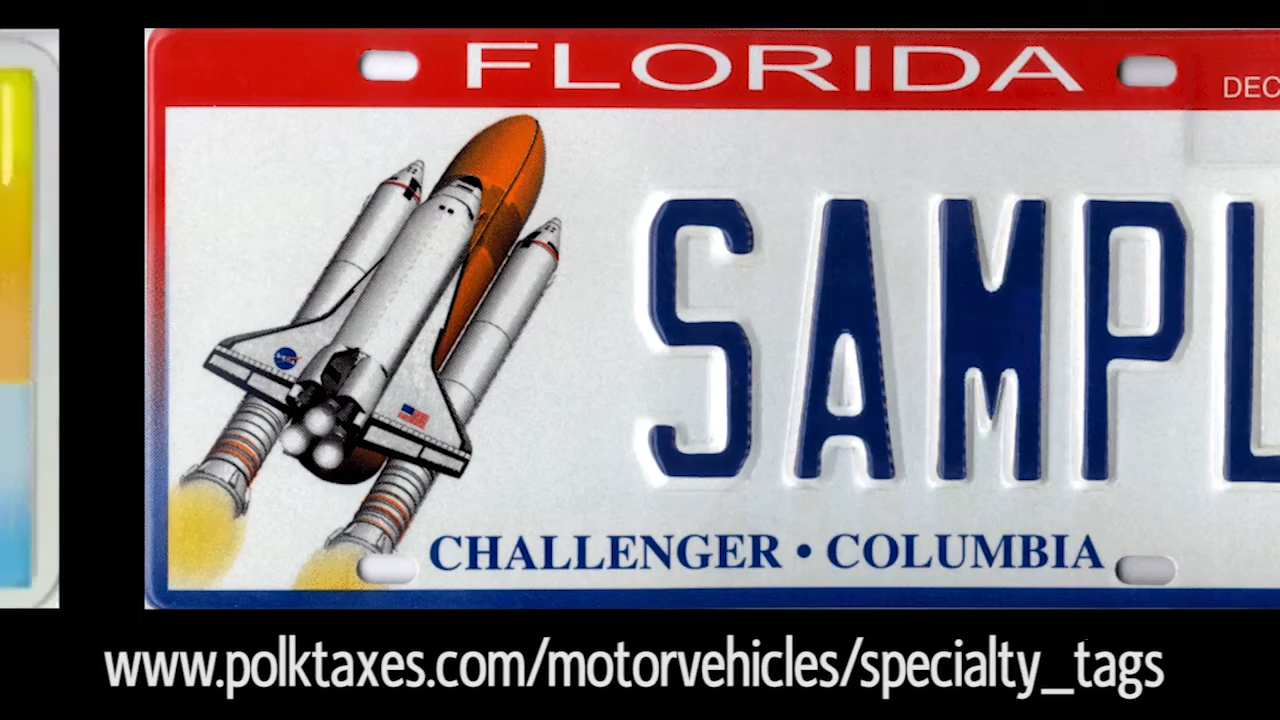 FLORIDA
DEC
SAMPL
CHALLENGER • COLUMBIA
www.polktaxes.com/motorvehicles/specialty_tags